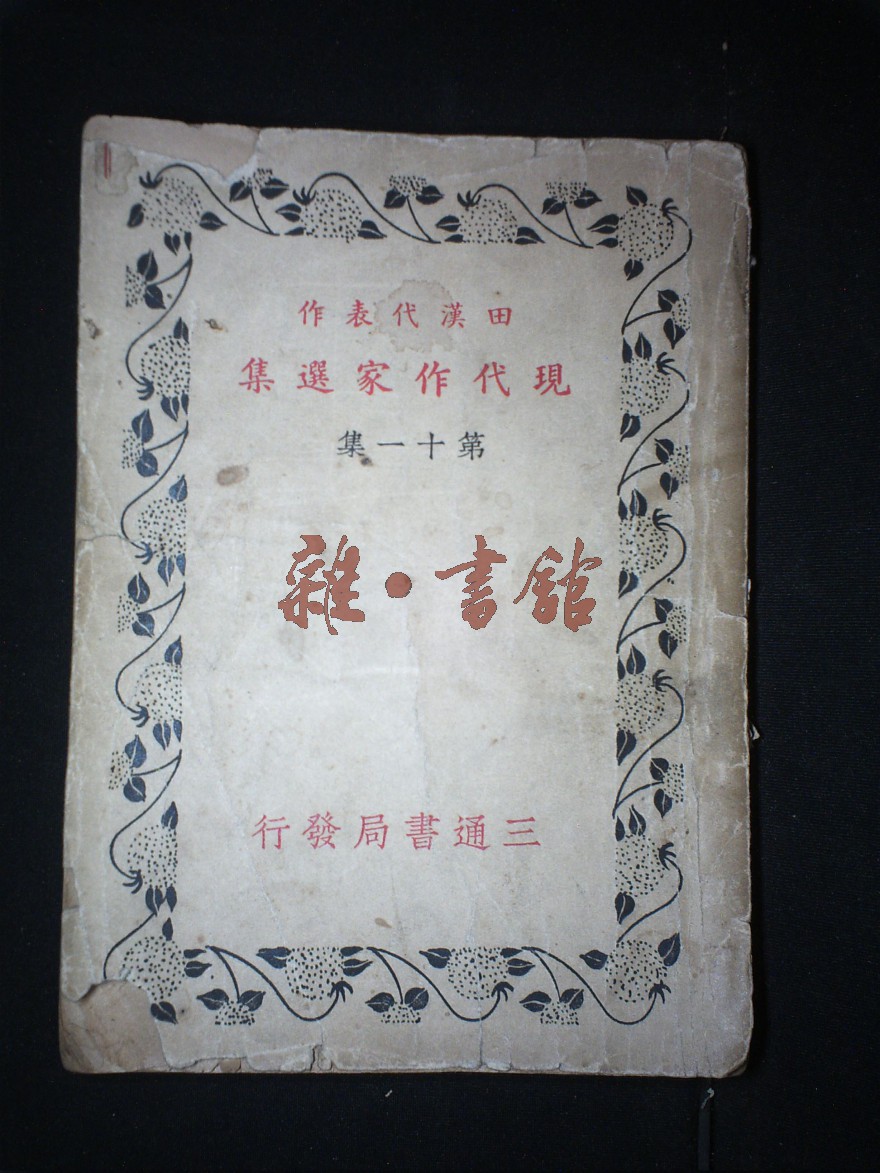 田漢代表作
現代作家選集
第十一集
雜·書館
三通書局發行